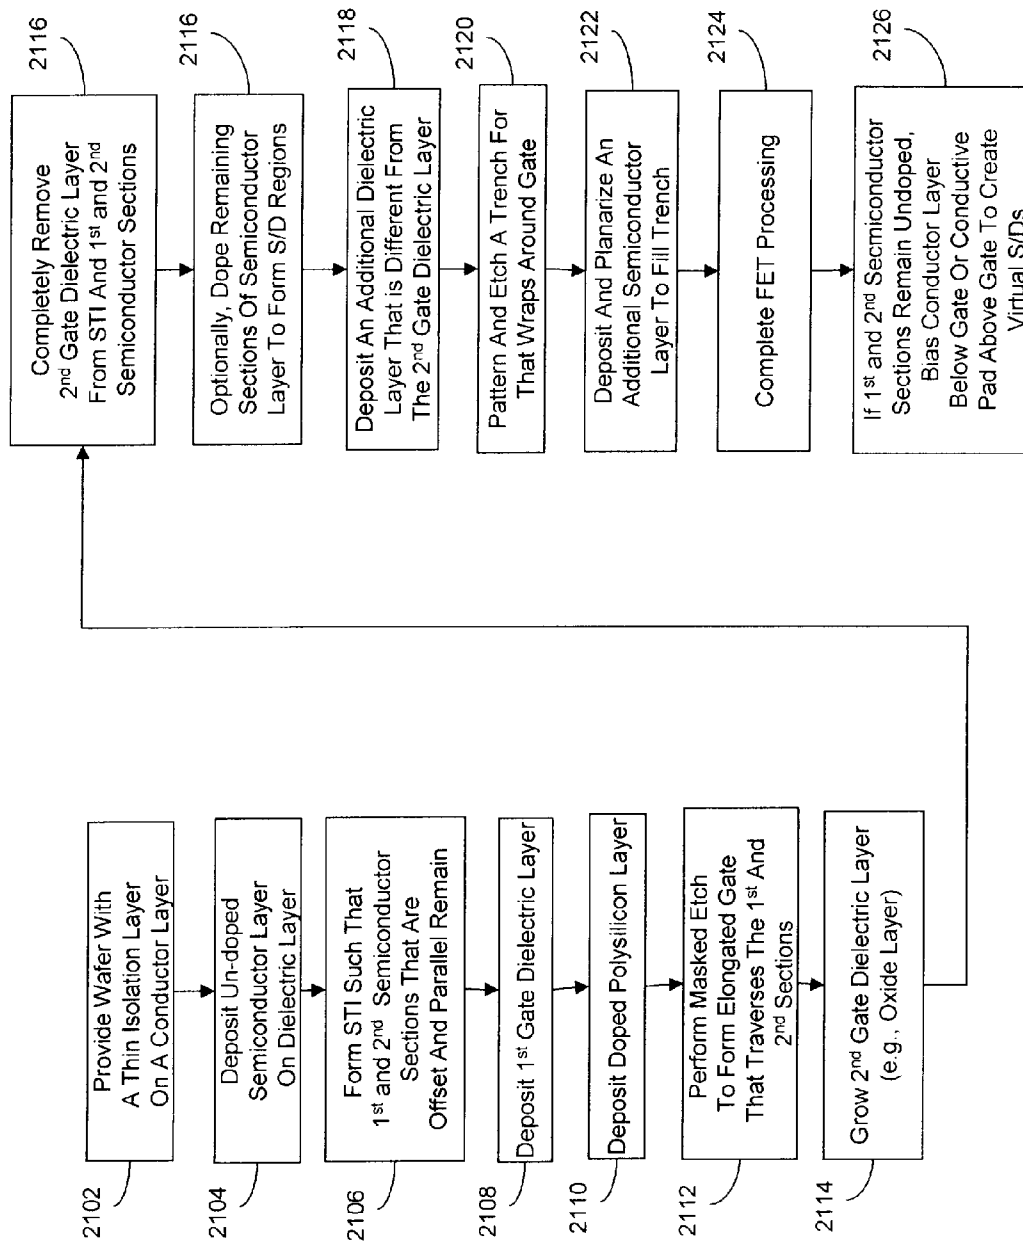 2102
Provide Wafer With
A Thin Isolation Layer
On A Conductor Layer
2104
Deposit Un-doped
Semiconductor Layer
On Dielectric Layer
2106
Form STI Such That
1st and 2nd Semiconductor
Sections That Are
Offset And Parallel Remain
2108
Deposit 1st Gate Dielectric Layer
2110
Deposit Doped Polysilicon Layer
2112
Perform Masked Etch
To Form Elongated Gate
That Traverses The 1st And
2nd Sections
2114
Grow 2nd Gate Dielectric Layer
(e.g., Oxide Layer)
2116
Completely Remove
2nd Gate Dielectric Layer
From STI And 1st and 2nd
Semiconductor Sections
2116
Optionally, Dope Remaining
Sections Of Semiconductor
Layer To Form S/D Regions
2118
Deposit An Additional Dielectric
Layer That is Different From
The 2nd Gate Dielectric Layer
2120
Pattern And Etch A Trench For
That Wraps Around Gate
2122
Deposit And Planarize An
Additional Semiconductor
Layer To Fill Trench
2124
Complete FET Processing
2126
If 1st and 2nd Secmiconductor
Sections Remain Undoped,
Bias Conductor Layer
Below Gate Or Conductive
Pad Above Gate To Create
Virtual S/Ds